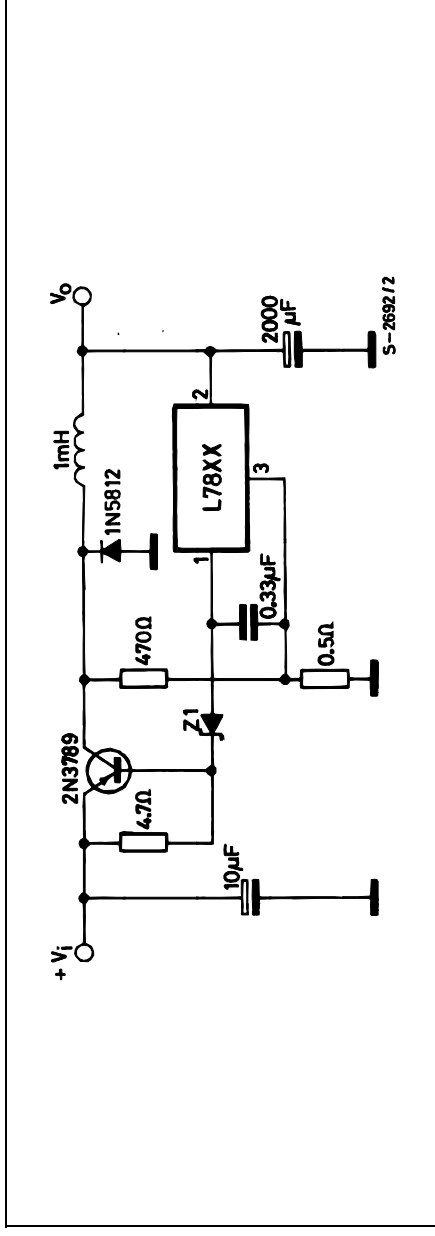 + Vi
10µF
4.7Ω
2N3789
Z1
470Ω
0.33µF
0.5Ω
1N5812
1mH
1
L78XX
2
3
Vo
2000
µF
S-2692/2